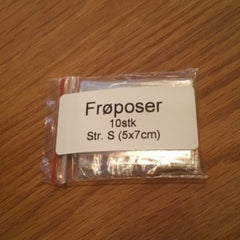 Frøposer
10stk
Str. S (5x7cm)